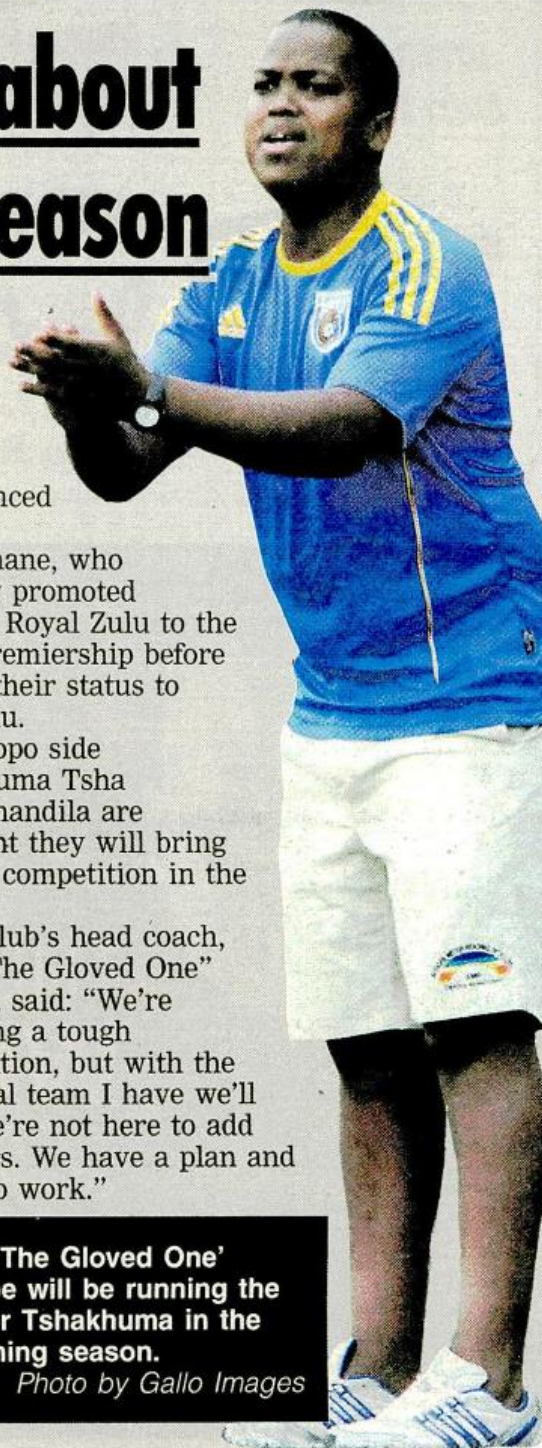 about
eason
nced
nane, who
promoted
Royal Zulu to the
remiership before
their status to
u.
opo side
uma Tsha
nandila are
nt they will bring
competition in the
lub's head coach,
The Gloved One"
said: "We're
ng a tough
tion, but with the
al team I have we'll
e're not here to add
s. We have a plan and
o work."
'The Gloved One'
be will be running the
r Tshakhuma in the
ning season.
Photo by Gallo Images